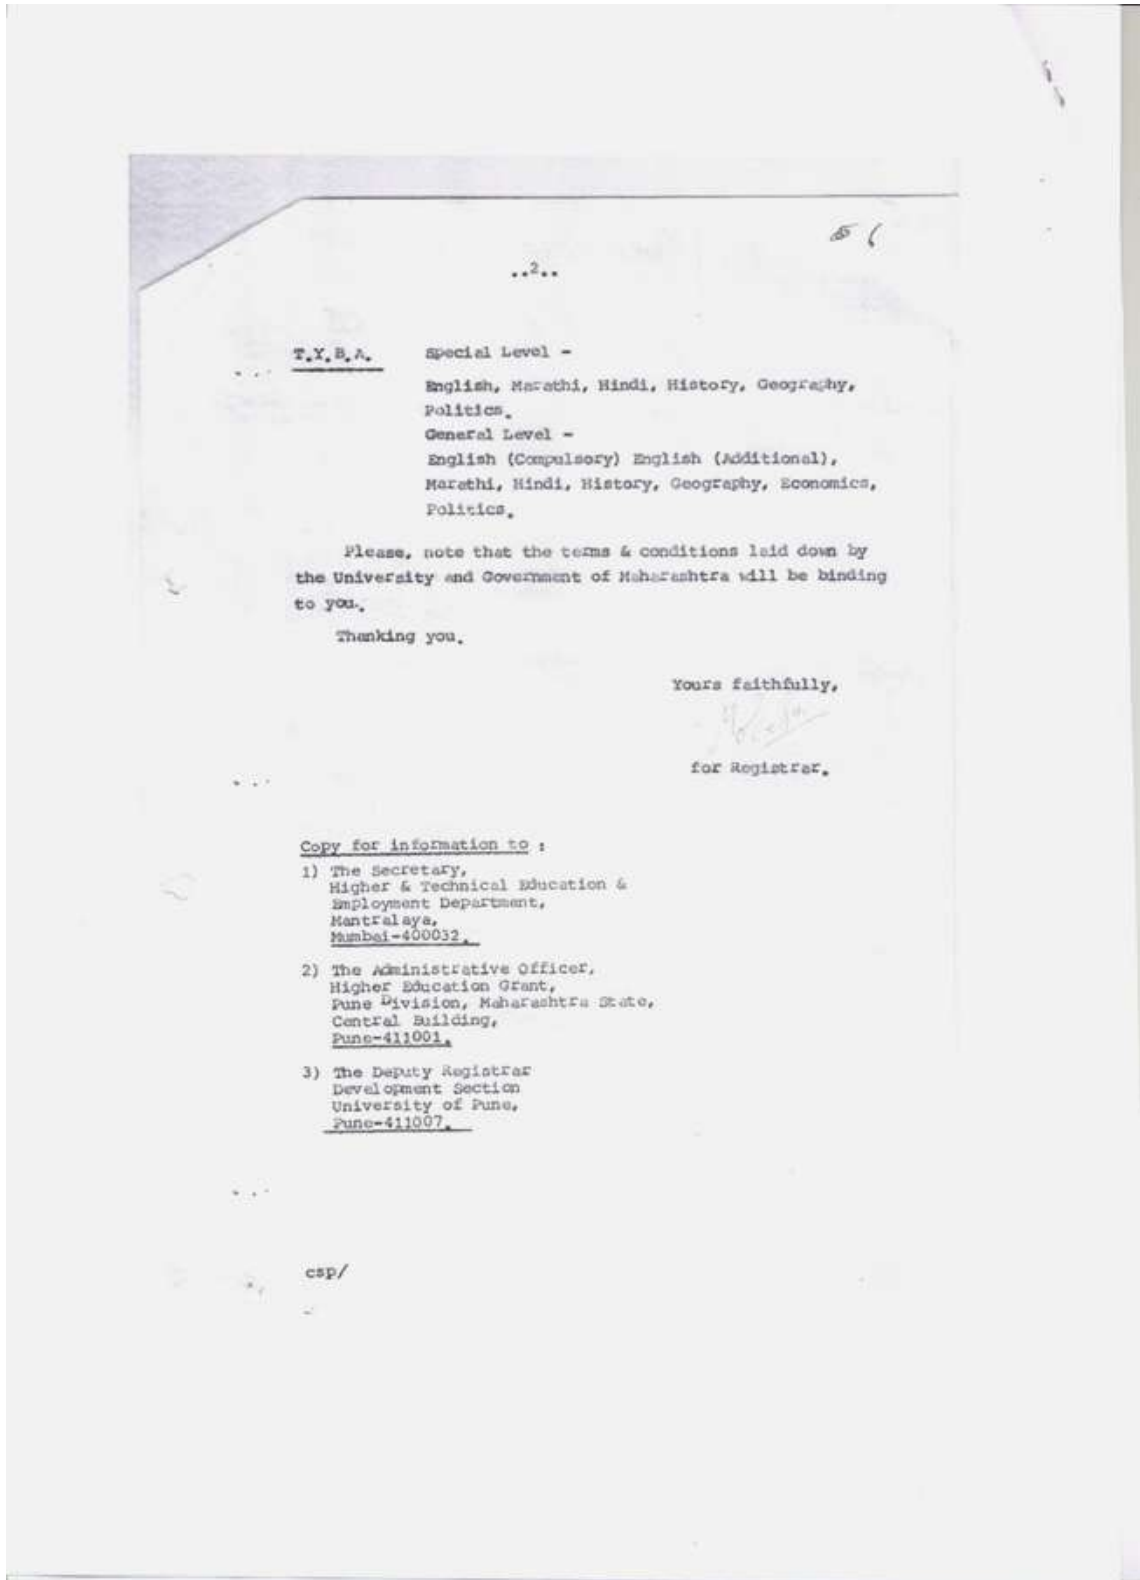 6
..2..
T.Y.B.A. Special Level -
English, Marathi, Hindi, History, Geography,
Politics.
General Level -
English (Compulsory) English (Additional),
Marathi, Hindi, History, Geography, Economics,
Politics.
Please, note that the terms & conditions laid down by
the University and Government of Maharashtra will be binding
to you.
Thanking you.
Yours faithfully,
for Registrar.
Copy for information to :
1) The Secretary,
Higher & Technical Education &
Employment Department,
Mantralaya,
Mumbai-400032.
2) The Administrative Officer,
Higher Education Grant,
Pune Division, Maharashtra State,
Central Building,
Pune-411001.
3) The Deputy Registrar
Development Section
University of Pune,
Pune-411007.
csp/